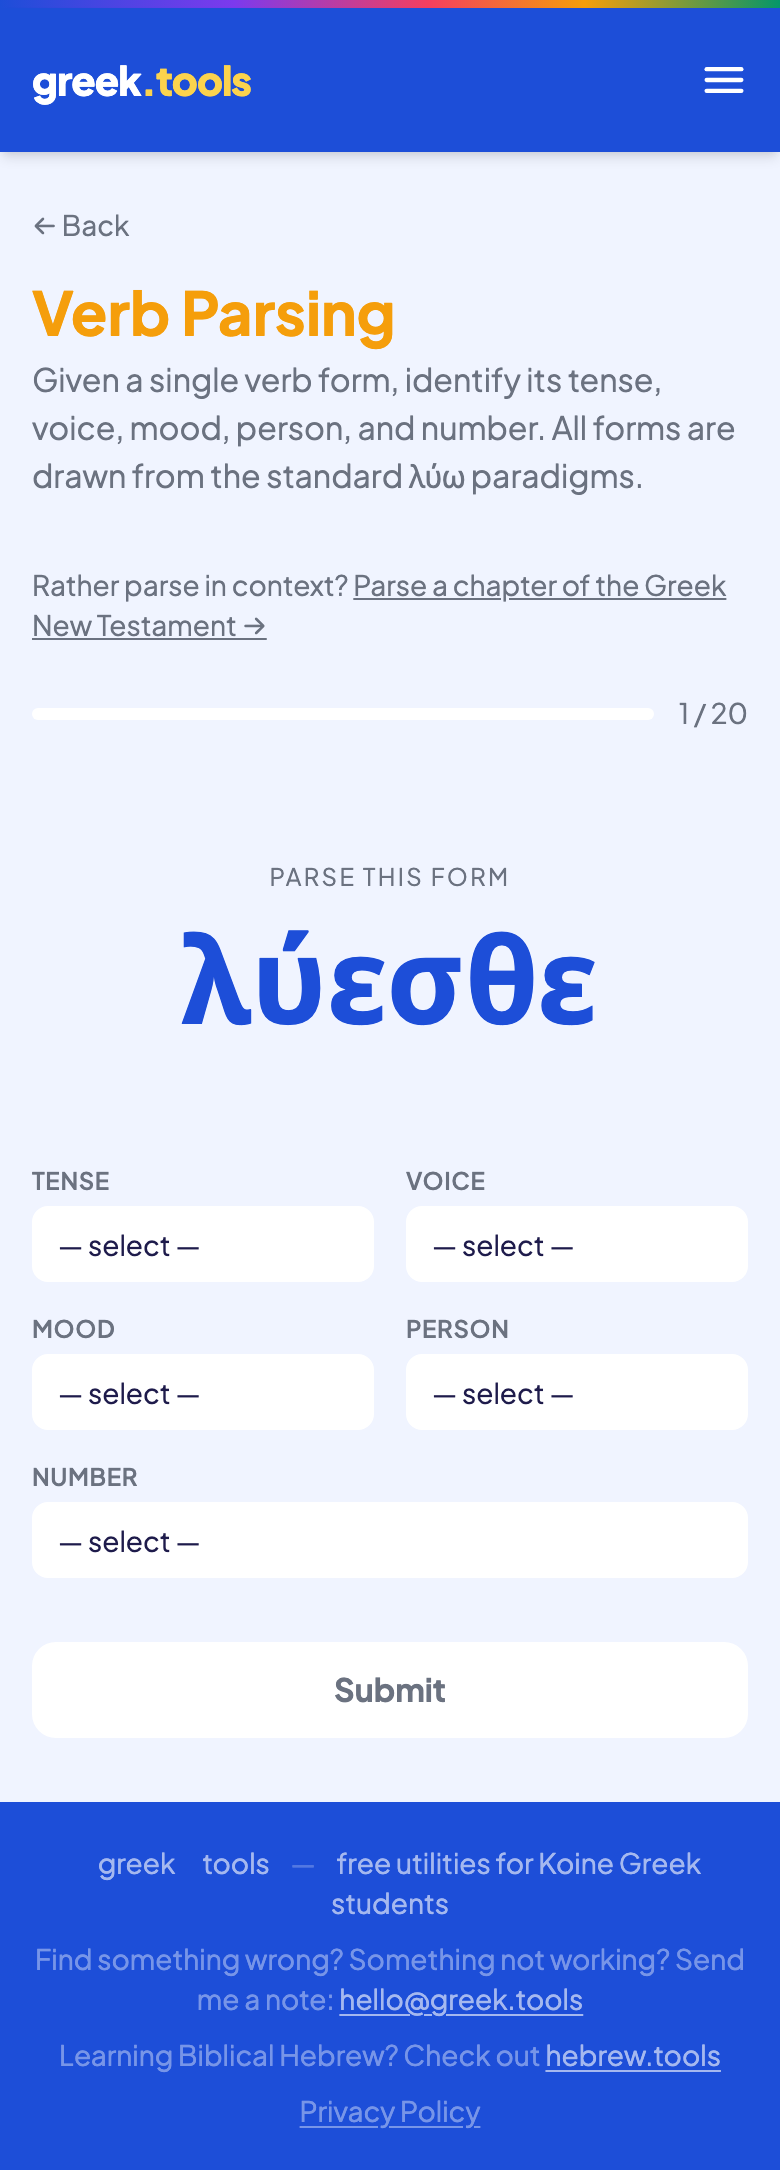 greek.tools
← Back
Verb Parsing
Given a single verb form, identify its tense,
voice, mood, person, and number. All forms are
drawn from the standard λύω paradigms.
Rather parse in context? Parse a chapter of the Greek
New Testament →
1 / 20
PARSE THIS FORM
λύεσθε
TENSE
— select —
VOICE
— select —
MOOD
— select —
PERSON
— select —
NUMBER
— select —
Submit
greek tools — free utilities for Koine Greek
students
Find something wrong? Something not working? Send
me a note: hello@greek.tools
Learning Biblical Hebrew? Check out hebrew.tools
Privacy Policy